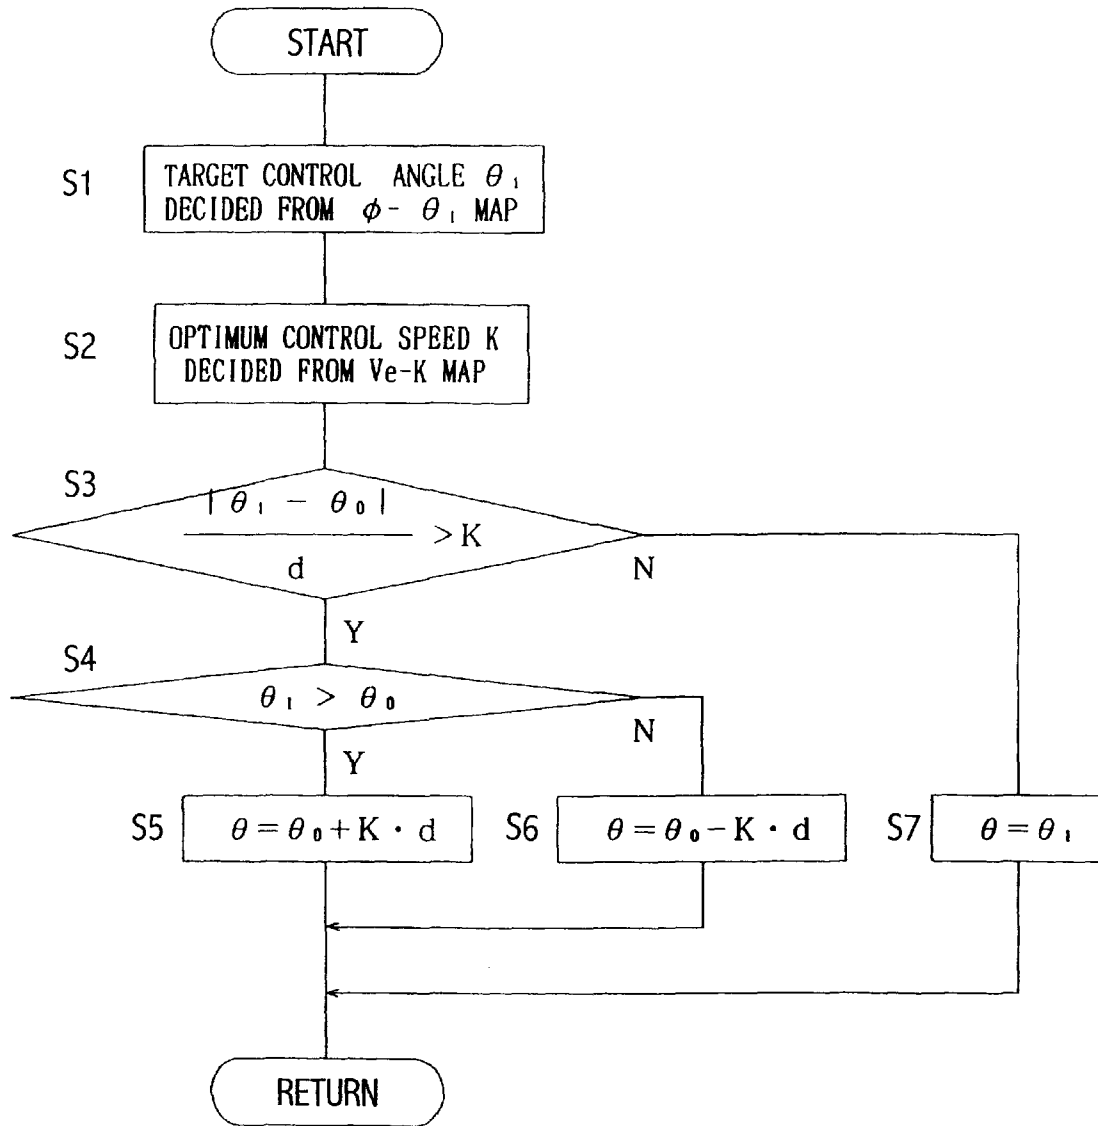 START
S1
TARGET CONTROL ANGLE θ₁
DECIDED FROM φ- θ₁ MAP
S2
OPTIMUM CONTROL SPEED K
DECIDED FROM Ve-K MAP
S3
| θ₁ - θ₀ |
d
> K
N
Y
S4
θ₁ > θ₀
N
Y
S5
θ = θ₀ + K · d
S6
θ = θ₀ - K · d
S7
θ = θ₁
RETURN